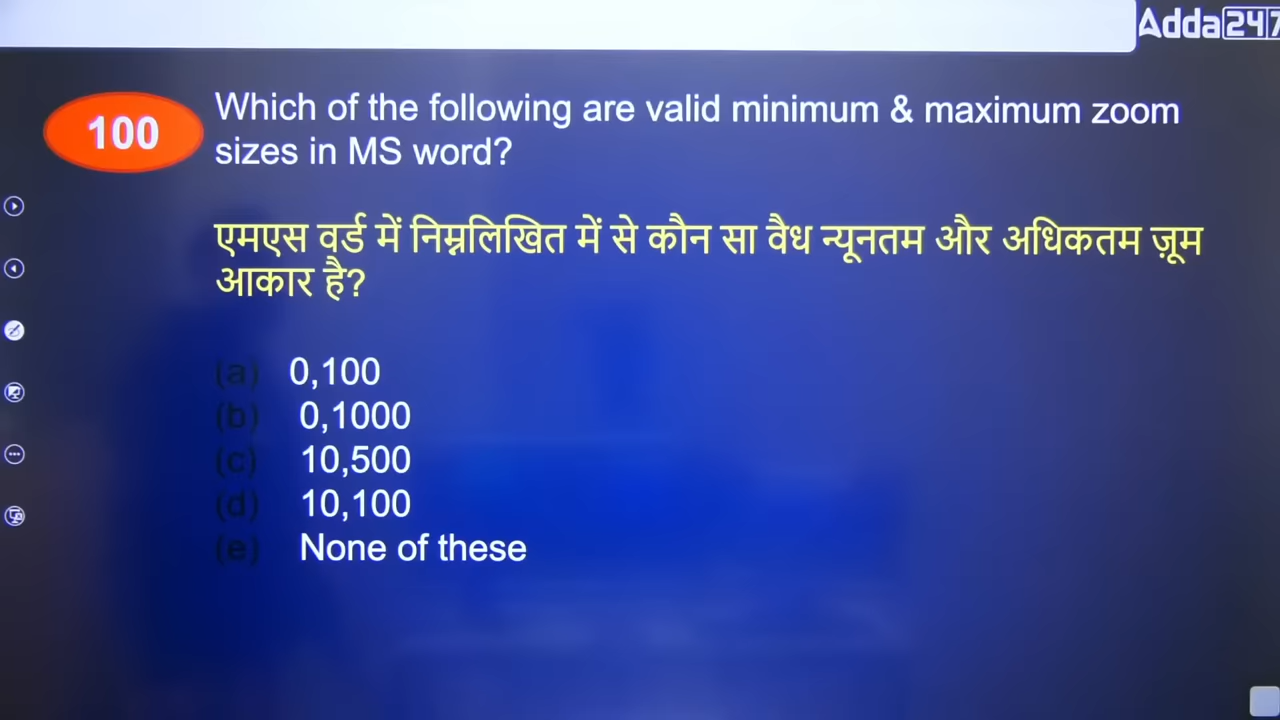 Adda247
100
Which of the following are valid minimum & maximum zoom
sizes in MS word?
एमएस वर्ड में निम्नलिखित में से कौन सा वैध न्यूनतम और अधिकतम ज़ूम
आकार है?
(a) 0,100
(b) 0,1000
(c) 10,500
(d) 10,100
(e) None of these